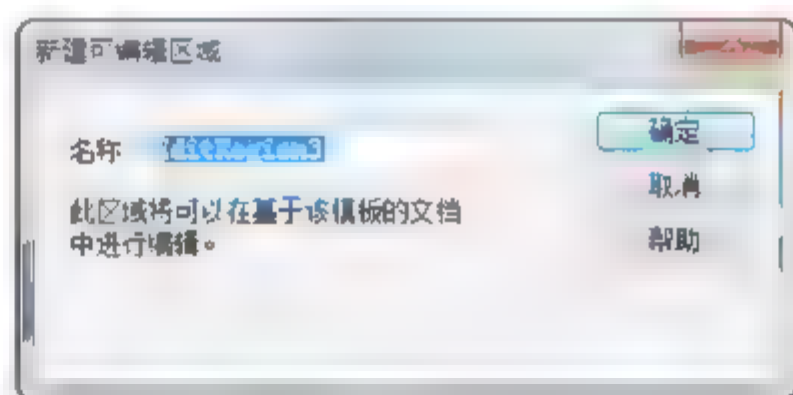 新建可编辑区域
名称 EditRegion3 确定
取消
此区域将可以在基于该模板的文档
中进行编辑。
帮助